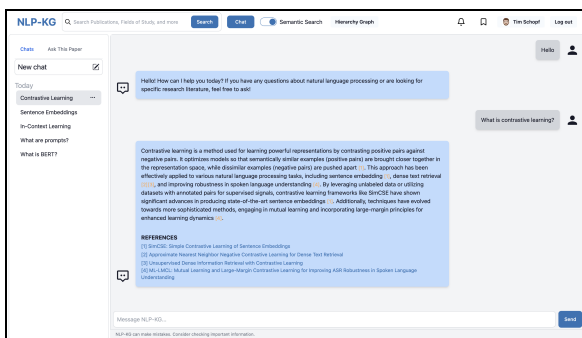 NLP-KG
Search Publications, Fields of Study, and more
Search
Chat
Semantic Search
Hierarchy Graph
Tim Schopf
Log out
Chats
Ask This Paper
New chat
Today
Contrastive Learning
...
Sentence Embeddings
In-Context Learning
What are prompts?
What is BERT?
Hello
Hello! How can I help you today? If you have any questions about natural language processing or are looking for
specific research literature, feel free to ask!
What is contrastive learning?
Contrastive learning is a method used for learning powerful representations by contrasting positive pairs against
negative pairs. It optimizes models so that semantically similar examples (positive pairs) are brought closer together in
the representation space, while dissimilar examples (negative pairs) are pushed apart. This approach has been
effectively applied to various natural language processing tasks, including sentence embedding, dense text retrieval
, and improving robustness in spoken language understanding. By leveraging unlabeled data or utilizing
datasets with annotated pairs for supervised signals, contrastive learning frameworks like SimCSE have shown
significant advances in producing state-of-the-art sentence embeddings. Additionally, techniques have evolved
towards more sophisticated methods, engaging in mutual learning and incorporating large-margin principles for
enhanced learning dynamics.
REFERENCES
[1] SimCSE: Simple Contrastive Learning of Sentence Embeddings
[2] Approximate Nearest Neighbor Negative Contrastive Learning for Dense Text Retrieval
[3] Unsupervised Dense Information Retrieval with Contrastive Learning
[4] ML-LMCL: Mutual Learning and Large-Margin Contrastive Learning for Improving ASR Robustness in Spoken Language
Understanding
Message NLP-KG...
Send
NLP-KG can make mistakes. Consider checking important information.